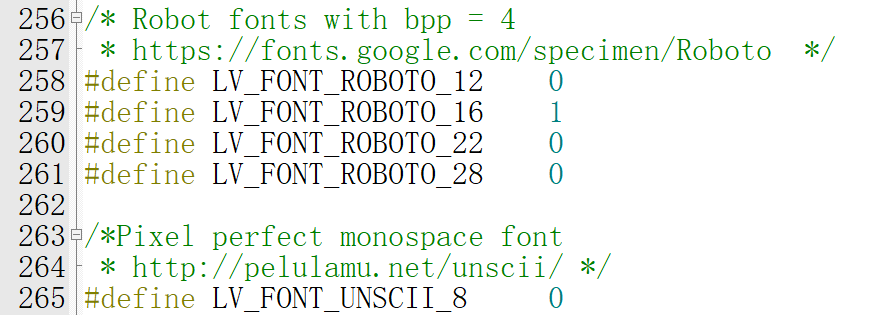 256 /* Robot fonts with bpp = 4
257  * https://fonts.google.com/specimen/Roboto  */
258 #define LV_FONT_ROBOTO_12    0
259 #define LV_FONT_ROBOTO_16    1
260 #define LV_FONT_ROBOTO_22    0
261 #define LV_FONT_ROBOTO_28    0
262
263 /*Pixel perfect monospace font
264  * http://pelulamu.net/unscii/ */
265 #define LV_FONT_UNSCII_8     0